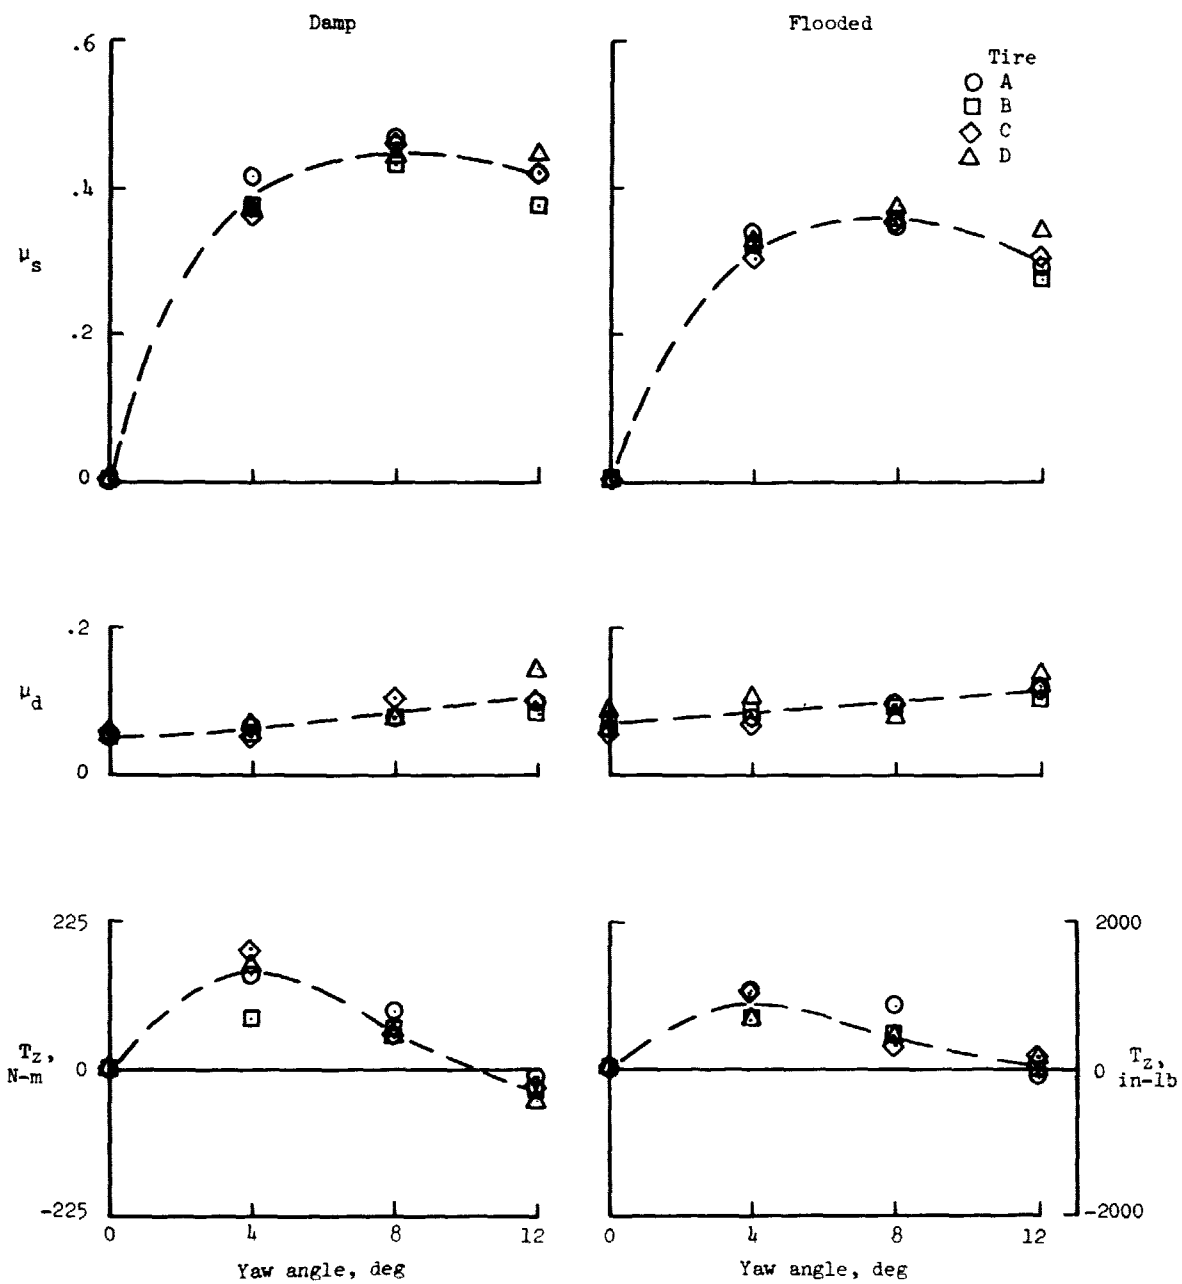 Damp
Flooded
Tire
A
B
C
D
.6
.4
μs
.2
0
.2
μd
0
225
Tz,
N-m
0
-225
2000
Tz,
0 in-lb
-2000
0 4 8 12
0 4 8 12
Yaw angle, deg
Yaw angle, deg